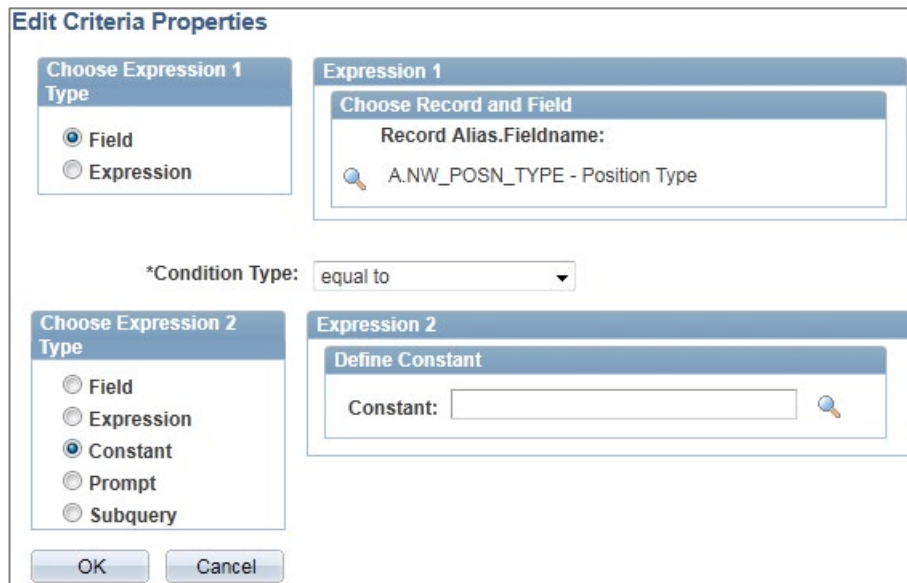 Edit Criteria Properties
Choose Expression 1
Type
Field
Expression
Expression 1
Choose Record and Field
Record Alias.Fieldname:
A.NW_POSN_TYPE - Position Type
*Condition Type: equal to
Choose Expression 2
Type
Field
Expression
Constant
Prompt
Subquery
Expression 2
Define Constant
Constant:
OK Cancel